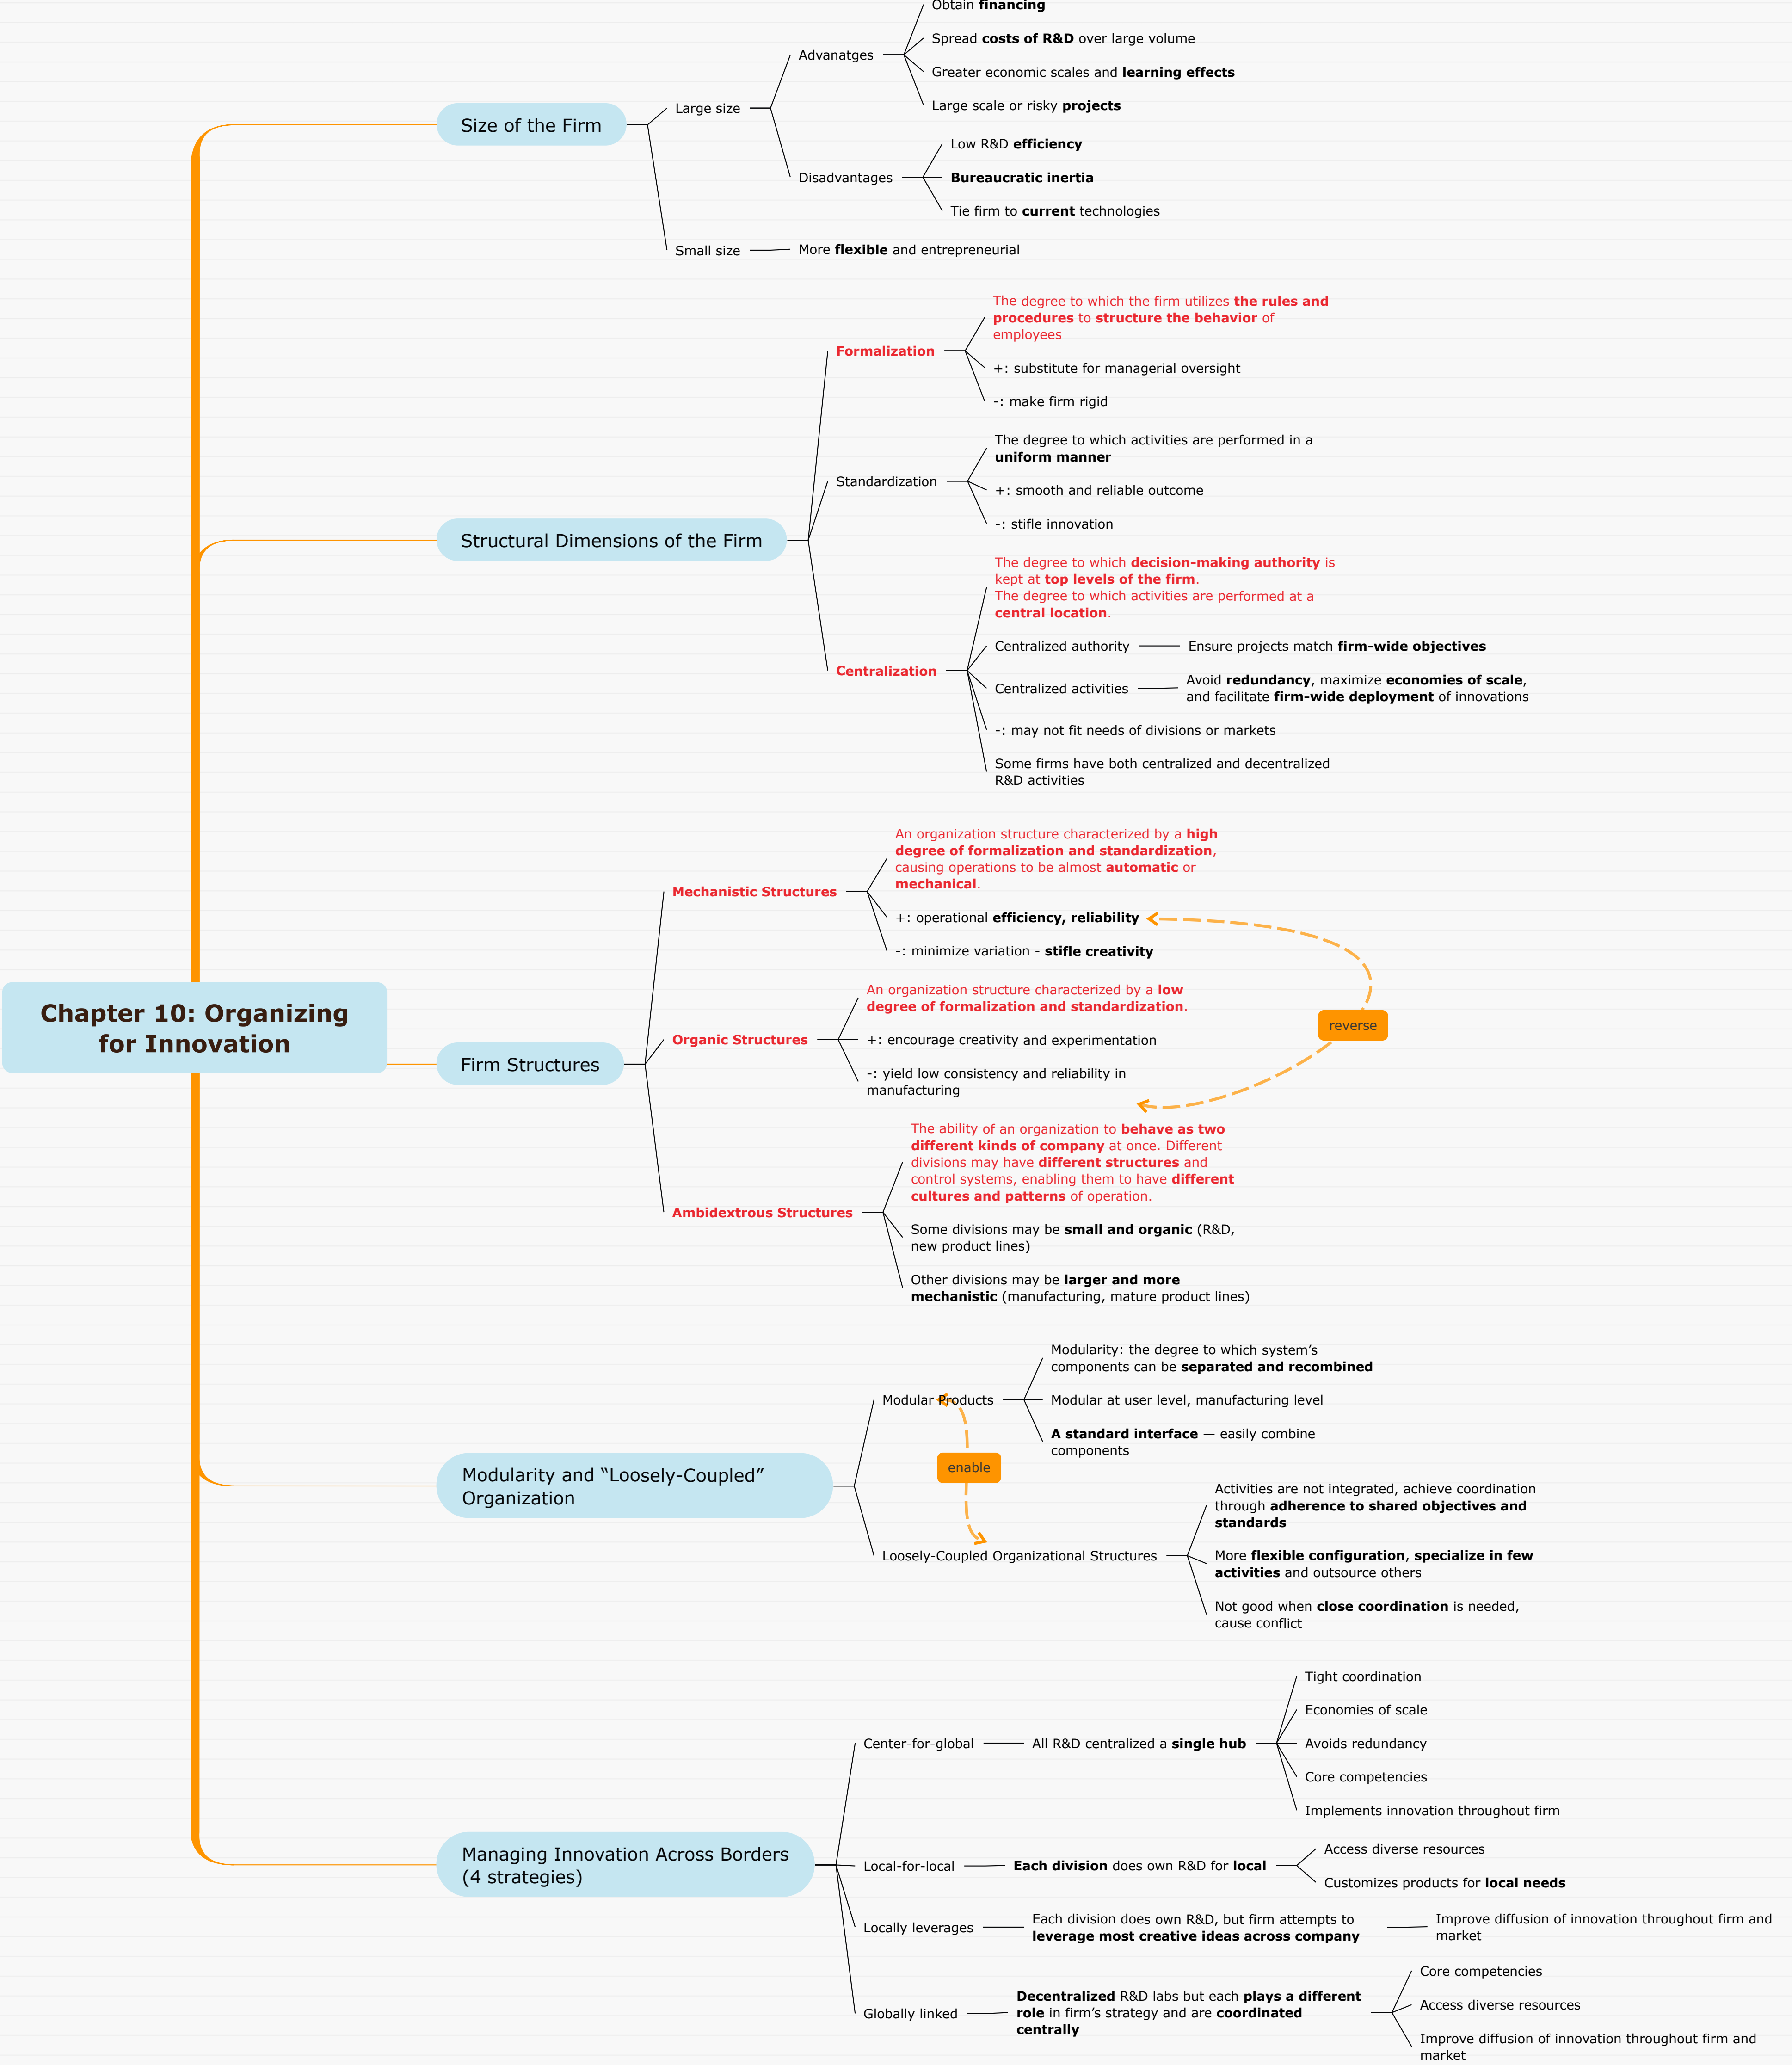 Obtain financing
Spread costs of R&D over large volume
Advanatges
Greater economic scales and learning effects
Large scale or risky projects
Large size
Size of the Firm
Low R&D efficiency
Disadvantages
Bureaucratic inertia
Tie firm to current technologies
Small size
More flexible and entrepreneurial
The degree to which the firm utilizes the rules and
procedures to structure the behavior of
employees
Formalization
+: substitute for managerial oversight
-: make firm rigid
The degree to which activities are performed in a
uniform manner
Standardization
+: smooth and reliable outcome
-: stifle innovation
Structural Dimensions of the Firm
The degree to which decision-making authority is
kept at top levels of the firm.
The degree to which activities are performed at a
central location.
Centralized authority
Ensure projects match firm-wide objectives
Centralization
Centralized activities
Avoid redundancy, maximize economies of scale,
and facilitate firm-wide deployment of innovations
-: may not fit needs of divisions or markets
Some firms have both centralized and decentralized
R&D activities
An organization structure characterized by a high
degree of formalization and standardization,
causing operations to be almost automatic or
mechanical.
Mechanistic Structures
+: operational efficiency, reliability
-: minimize variation - stifle creativity
Chapter 10: Organizing
for Innovation
Firm Structures
An organization structure characterized by a low
degree of formalization and standardization.
reverse
Organic Structures
+: encourage creativity and experimentation
-: yield low consistency and reliability in
manufacturing
The ability of an organization to behave as two
different kinds of company at once. Different
divisions may have different structures and
control systems, enabling them to have different
cultures and patterns of operation.
Ambidextrous Structures
Some divisions may be small and organic (R&D,
new product lines)
Other divisions may be larger and more
mechanistic (manufacturing, mature product lines)
Modularity: the degree to which system’s
components can be separated and recombined
Modular Products
Modular at user level, manufacturing level
A standard interface — easily combine
components
enable
Modularity and “Loosely-Coupled”
Organization
Activities are not integrated, achieve coordination
through adherence to shared objectives and
standards
Loosely-Coupled Organizational Structures
More flexible configuration, specialize in few
activities and outsource others
Not good when close coordination is needed,
cause conflict
Tight coordination
Economies of scale
Center-for-global
All R&D centralized a single hub
Avoids redundancy
Core competencies
Implements innovation throughout firm
Managing Innovation Across Borders
(4 strategies)
Local-for-local
Each division does own R&D for local
Access diverse resources
Customizes products for local needs
Locally leverages
Each division does own R&D, but firm attempts to
leverage most creative ideas across company
Improve diffusion of innovation throughout firm and
market
Globally linked
Decentralized R&D labs but each plays a different
role in firm’s strategy and are coordinated
centrally
Core competencies
Access diverse resources
Improve diffusion of innovation throughout firm and
market